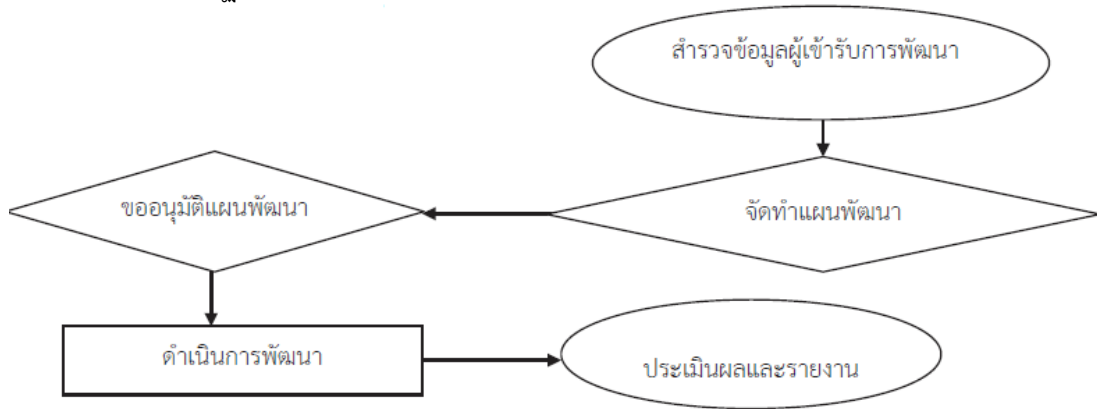 สำรวจข้อมูลผู้เข้ารับการพัฒนา
จัดทำแผนพัฒนา
ขออนุมัติแผนพัฒนา
ดำเนินการพัฒนา
ประเมินผลและรายงาน